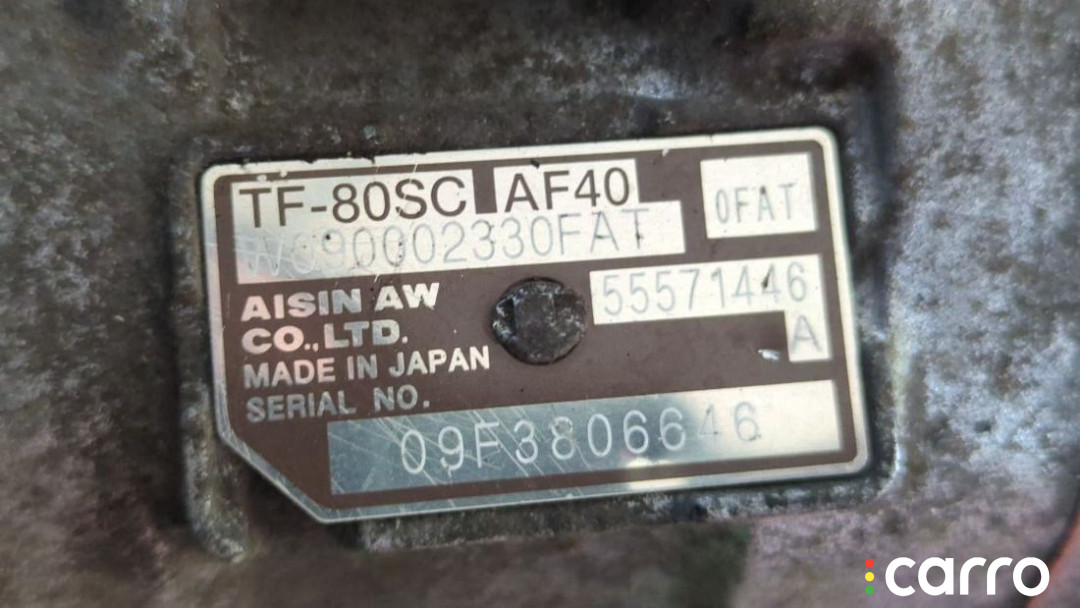 TF-80SC AF40
0FAT
W090002330FAT
55571446
A
AISIN AW
CO.,LTD.
MADE IN JAPAN
SERIAL NO.
09F3806646
carro